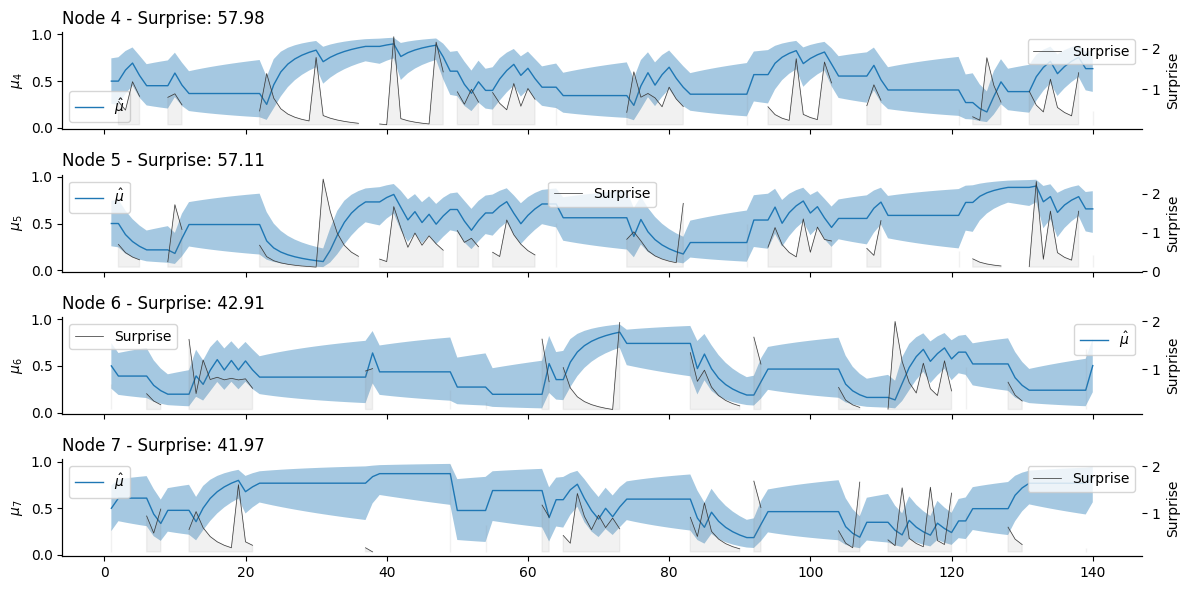 Node 4 - Surprise: 57.98
1.0
0.5
0.0
μ4
μ̂
Surprise
2
1
Surprise
Node 5 - Surprise: 57.11
1.0
0.5
0.0
μ5
μ̂
Surprise
2
1
0
Surprise
Node 6 - Surprise: 42.91
1.0
0.5
0.0
μ6
Surprise
μ̂
2
1
Surprise
Node 7 - Surprise: 41.97
1.0
0.5
0.0
μ7
μ̂
Surprise
2
1
Surprise
0 20 40 60 80 100 120 140